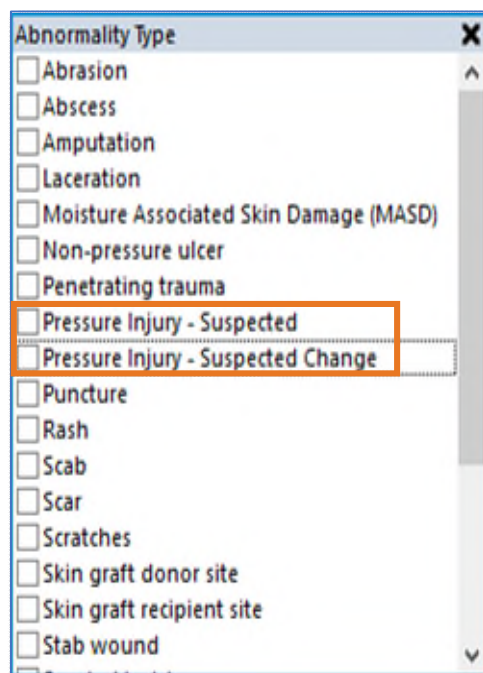 Abnormality Type
Abrasion
Abscess
Amputation
Laceration
Moisture Associated Skin Damage (MASD)
Non-pressure ulcer
Penetrating trauma
Pressure Injury - Suspected
Pressure Injury - Suspected Change
Puncture
Rash
Scab
Scar
Scratches
Skin graft donor site
Skin graft recipient site
Stab wound